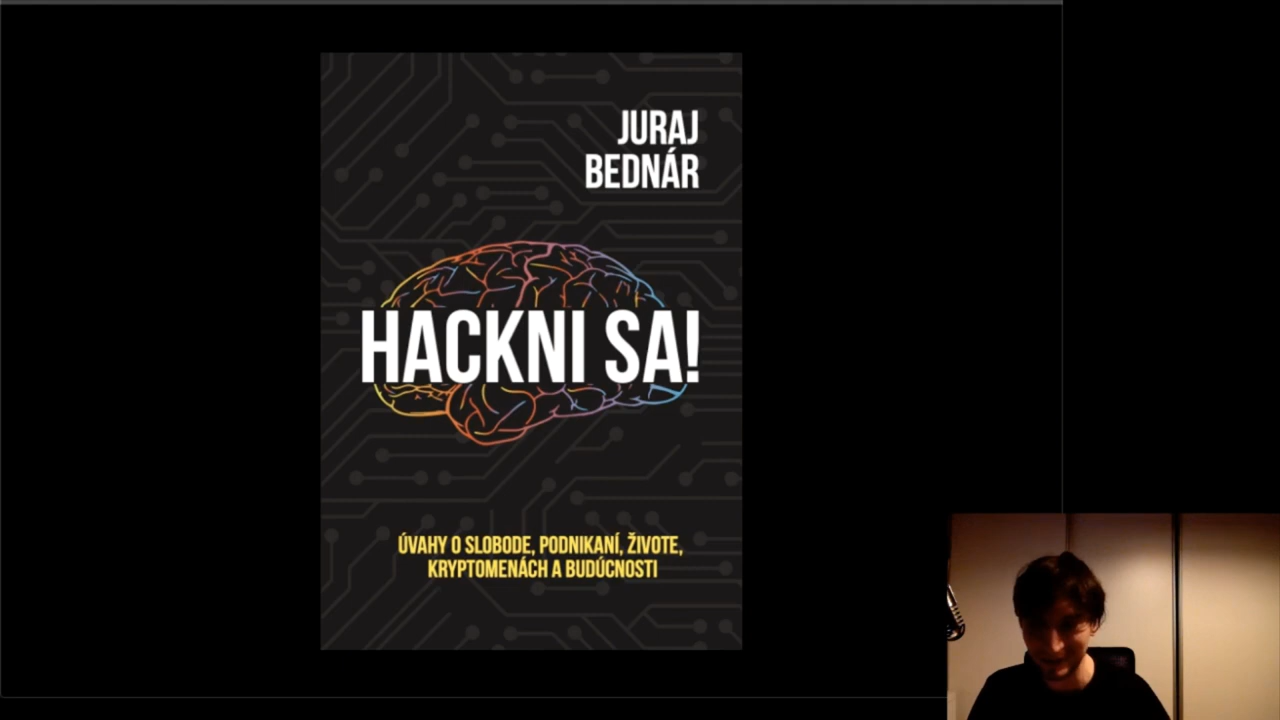 JURAJ
BEDNÁR
HACKNI SA!
ÚVAHY O SLOBODE, PODNIKANÍ, ŽIVOTE,
KRYPTOMENÁCH A BUDÚCNOSTI